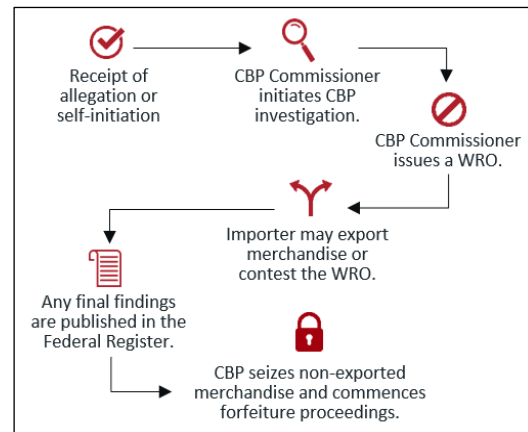 Receipt of
allegation or
self-initiation
CBP Commissioner
initiates CBP
investigation.
CBP Commissioner
issues a WRO.
Importer may export
merchandise or
contest the WRO.
Any final findings
are published in the
Federal Register.
CBP seizes non-exported
merchandise and commences
forfeiture proceedings.